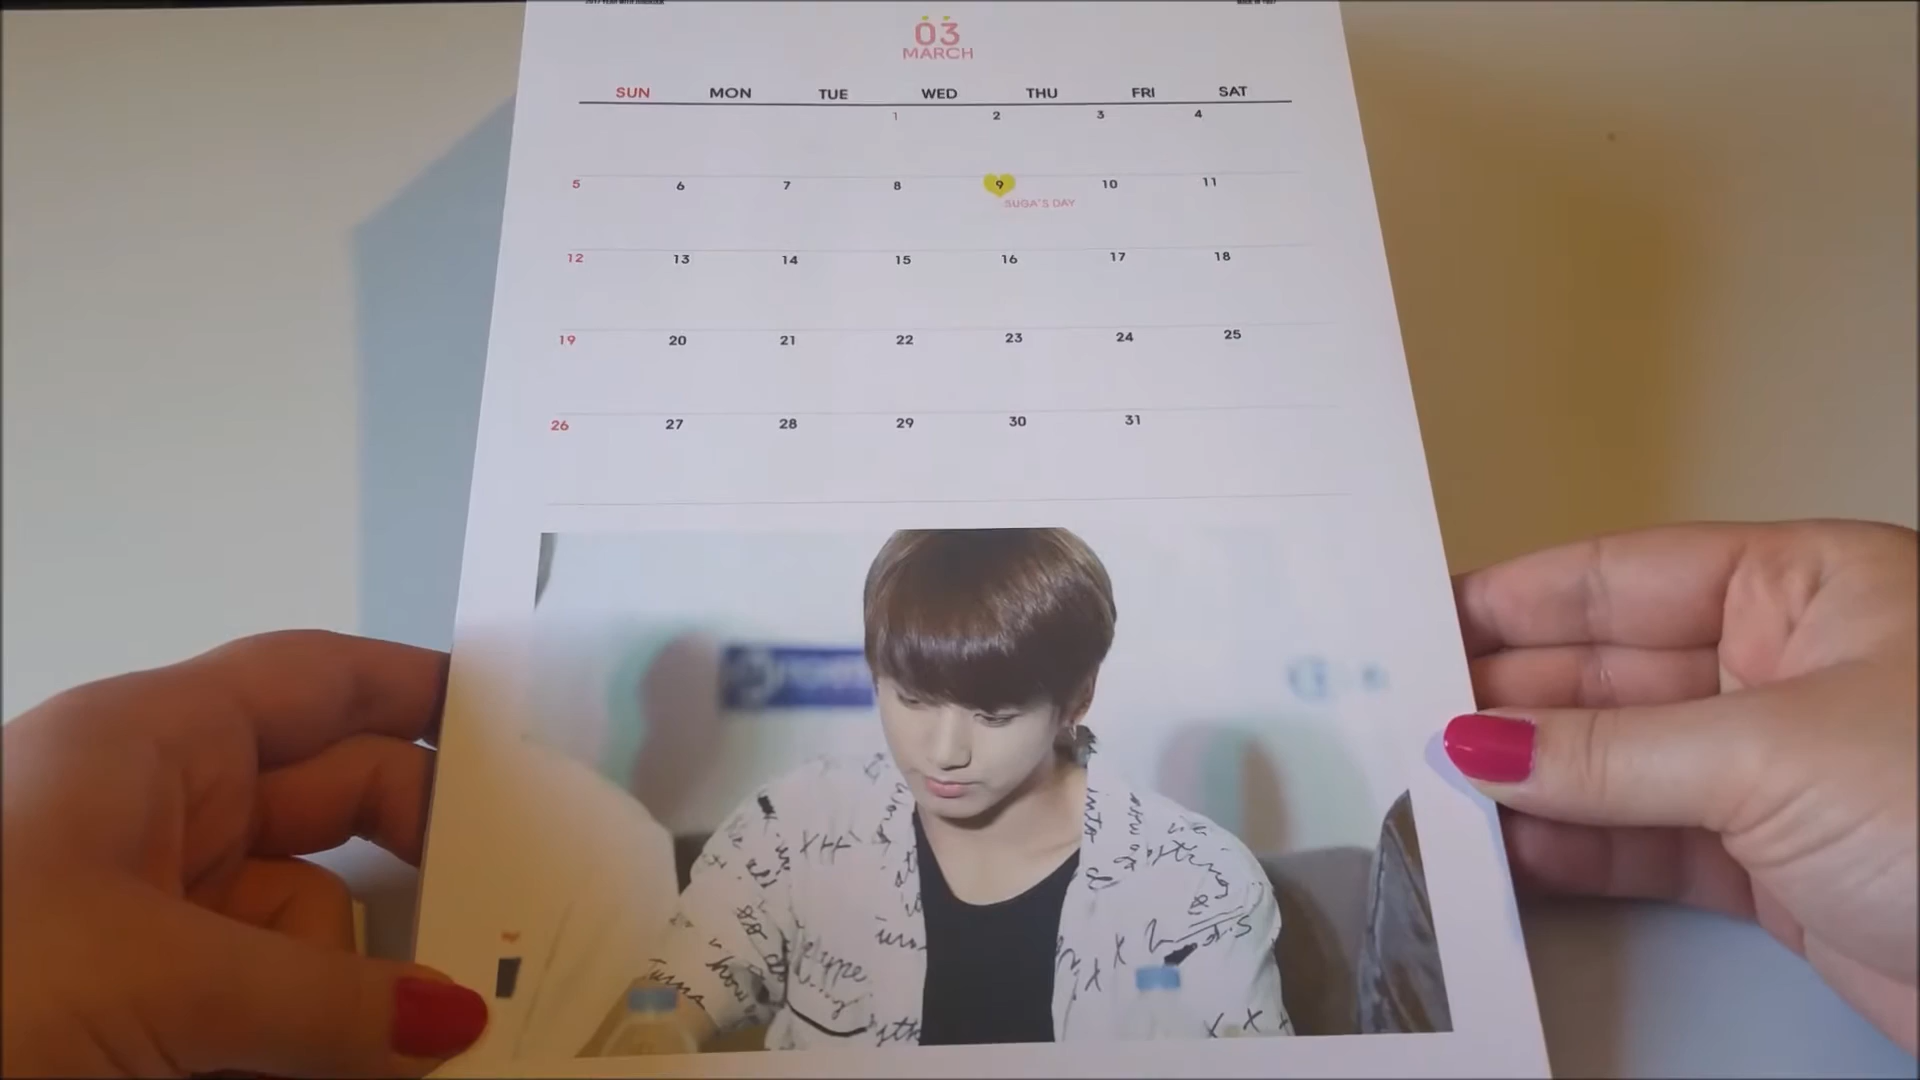 03
MARCH
SUN MON TUE WED THU FRI SAT
1 2 3 4
5 6 7 8 9 10 11
SUGA'S DAY
12 13 14 15 16 17 18
19 20 21 22 23 24 25
26 27 28 29 30 31